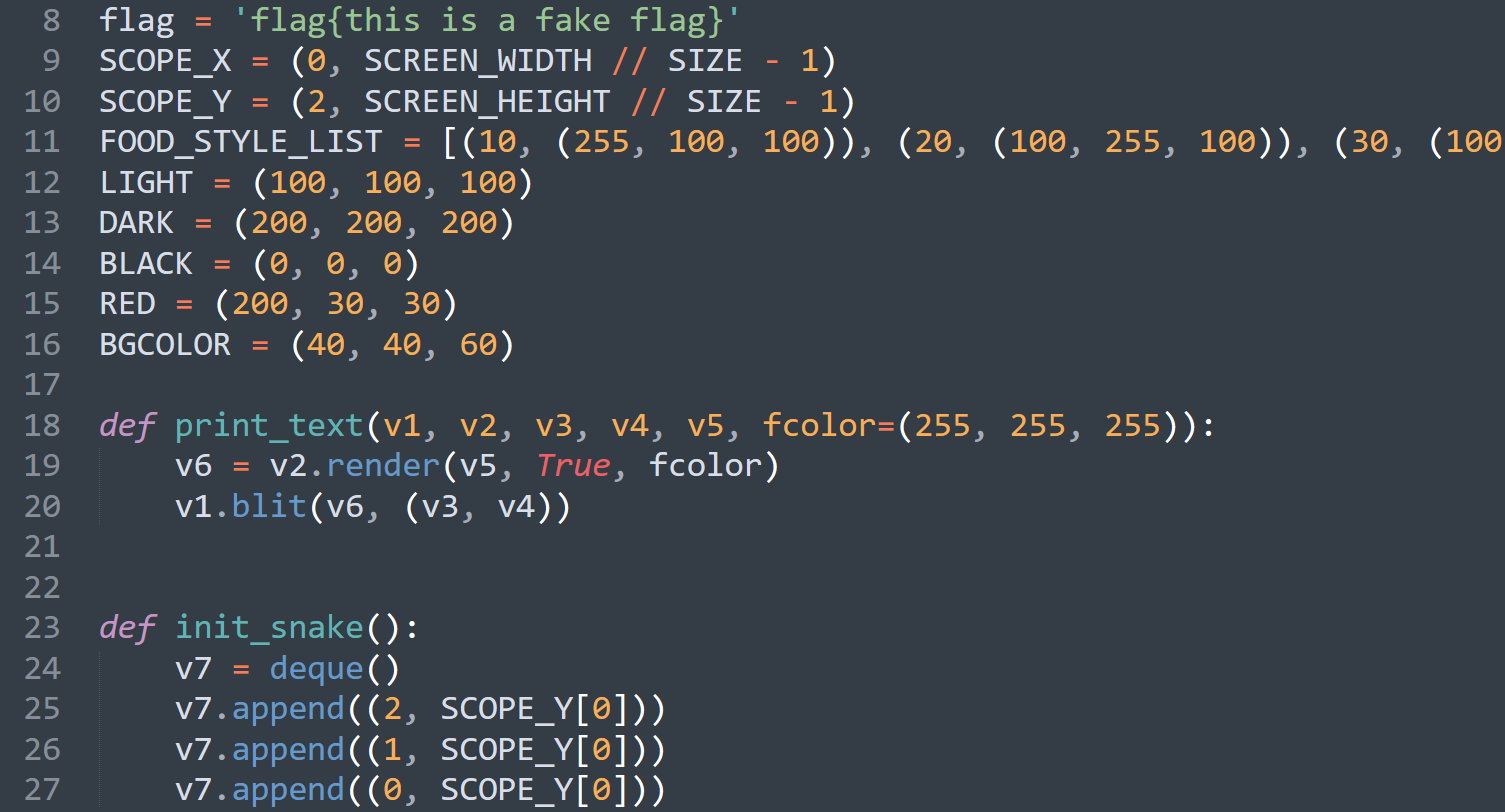 8 flag = 'flag{this is a fake flag}'
9 SCOPE_X = (0, SCREEN_WIDTH // SIZE - 1)
10 SCOPE_Y = (2, SCREEN_HEIGHT // SIZE - 1)
11 FOOD_STYLE_LIST = [(10, (255, 100, 100)), (20, (100, 255, 100)), (30, (100
12 LIGHT = (100, 100, 100)
13 DARK = (200, 200, 200)
14 BLACK = (0, 0, 0)
15 RED = (200, 30, 30)
16 BGCOLOR = (40, 40, 60)
17
18 def print_text(v1, v2, v3, v4, v5, fcolor=(255, 255, 255)):
19     v6 = v2.render(v5, True, fcolor)
20     v1.blit(v6, (v3, v4))
21
22
23 def init_snake():
24     v7 = deque()
25     v7.append((2, SCOPE_Y[0]))
26     v7.append((1, SCOPE_Y[0]))
27     v7.append((0, SCOPE_Y[0]))